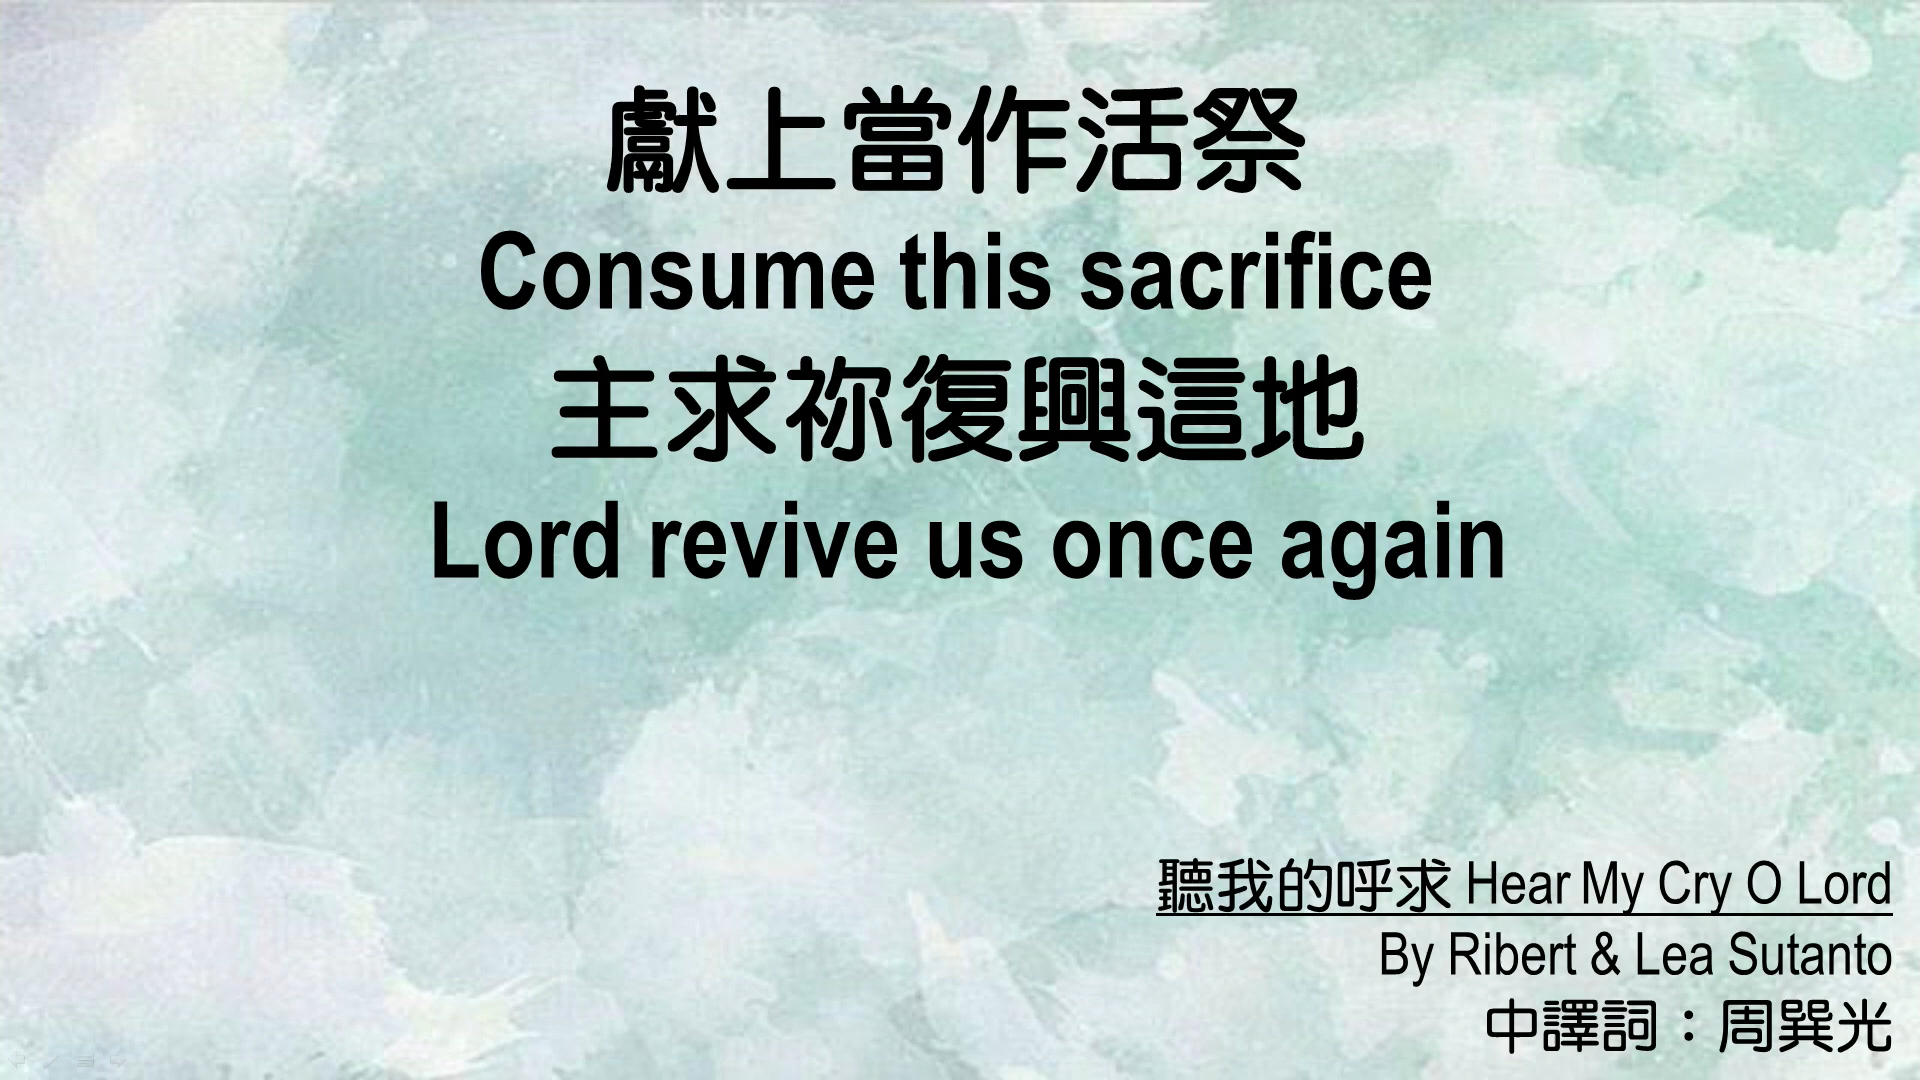 獻上當作活祭
Consume this sacrifice
主求祢復興這地
Lord revive us once again
聽我的呼求 Hear My Cry O Lord
By Ribert & Lea Sutanto
中譯詞：周巽光